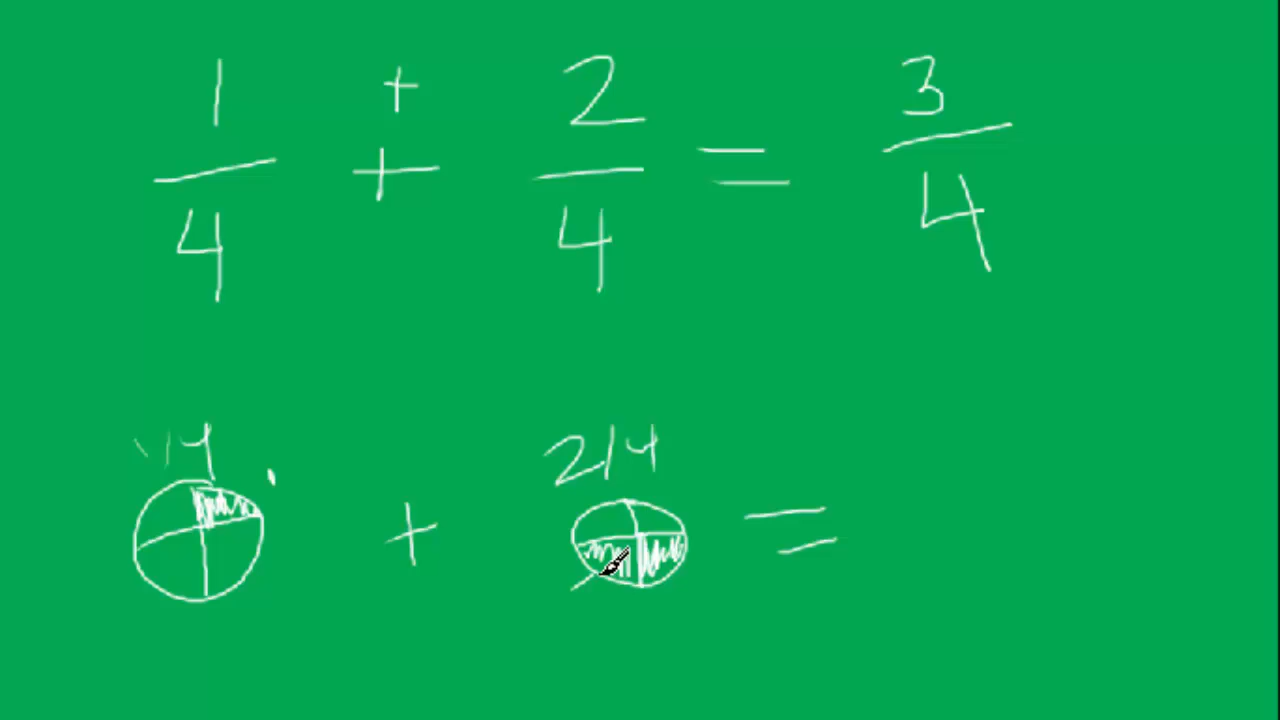 1 + 2 3
+ =
4 4 4
1/4 2/4
+ =